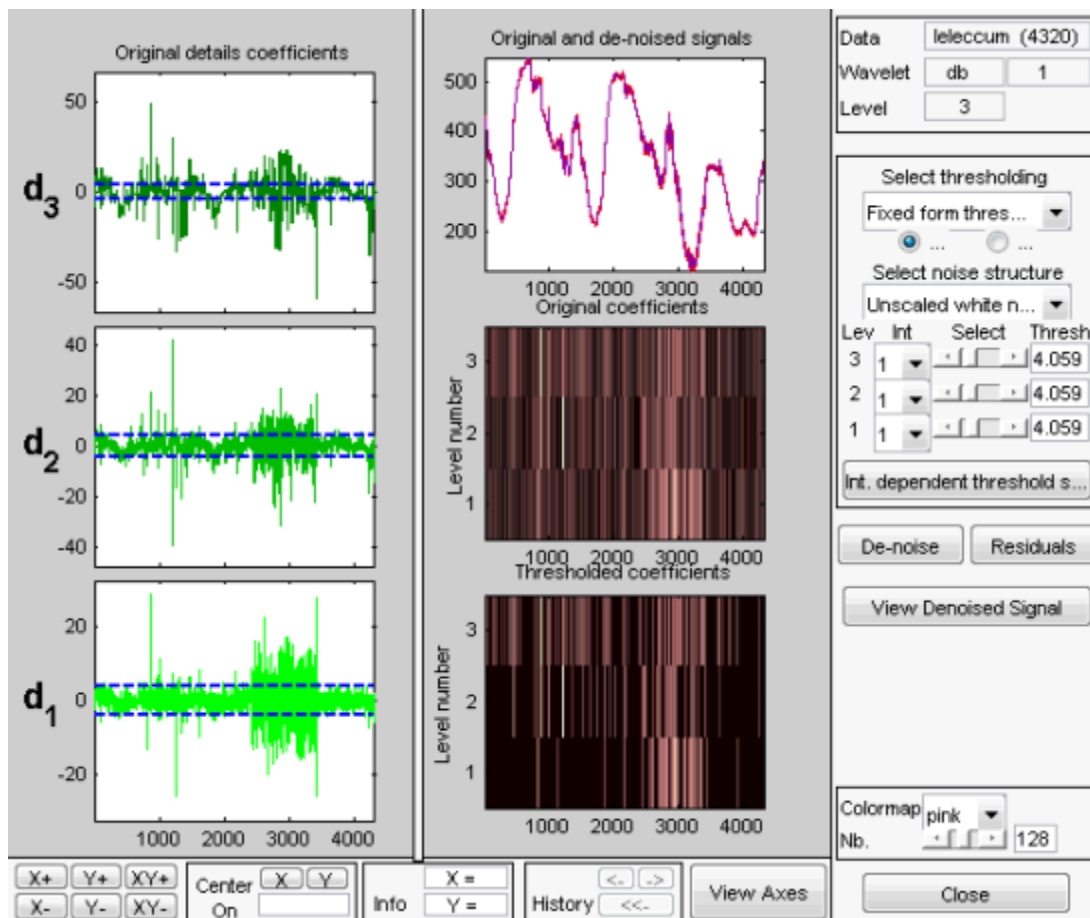 Original details coefficients
50
0
-50
d3
1000 2000 3000 4000
40
20
0
-20
-40
d2
20
0
-20
d1
1000 2000 3000 4000
Original and de-noised signals
500
400
300
200
1000 2000 3000 4000
Original coefficients
Level number
3
2
1
1000 2000 3000 4000
Thresholded coefficients
Level number
3
2
1
1000 2000 3000 4000
Data leleccum (4320)
Wavelet db 1
Level 3
Select thresholding
Fixed form thres...
... ...
Select noise structure
Unscaled white n...
Lev Int Select Thresh
3 1 4.059
2 1 4.059
1 1 4.059
Int. dependent threshold s...
De-noise Residuals
View Denoised Signal
Colormap pink
Nb. 128
Close
X+ Y+ XY+
X- Y- XY-
Center On X Y
Info X =
Y =
History <- ->
<<-
View Axes